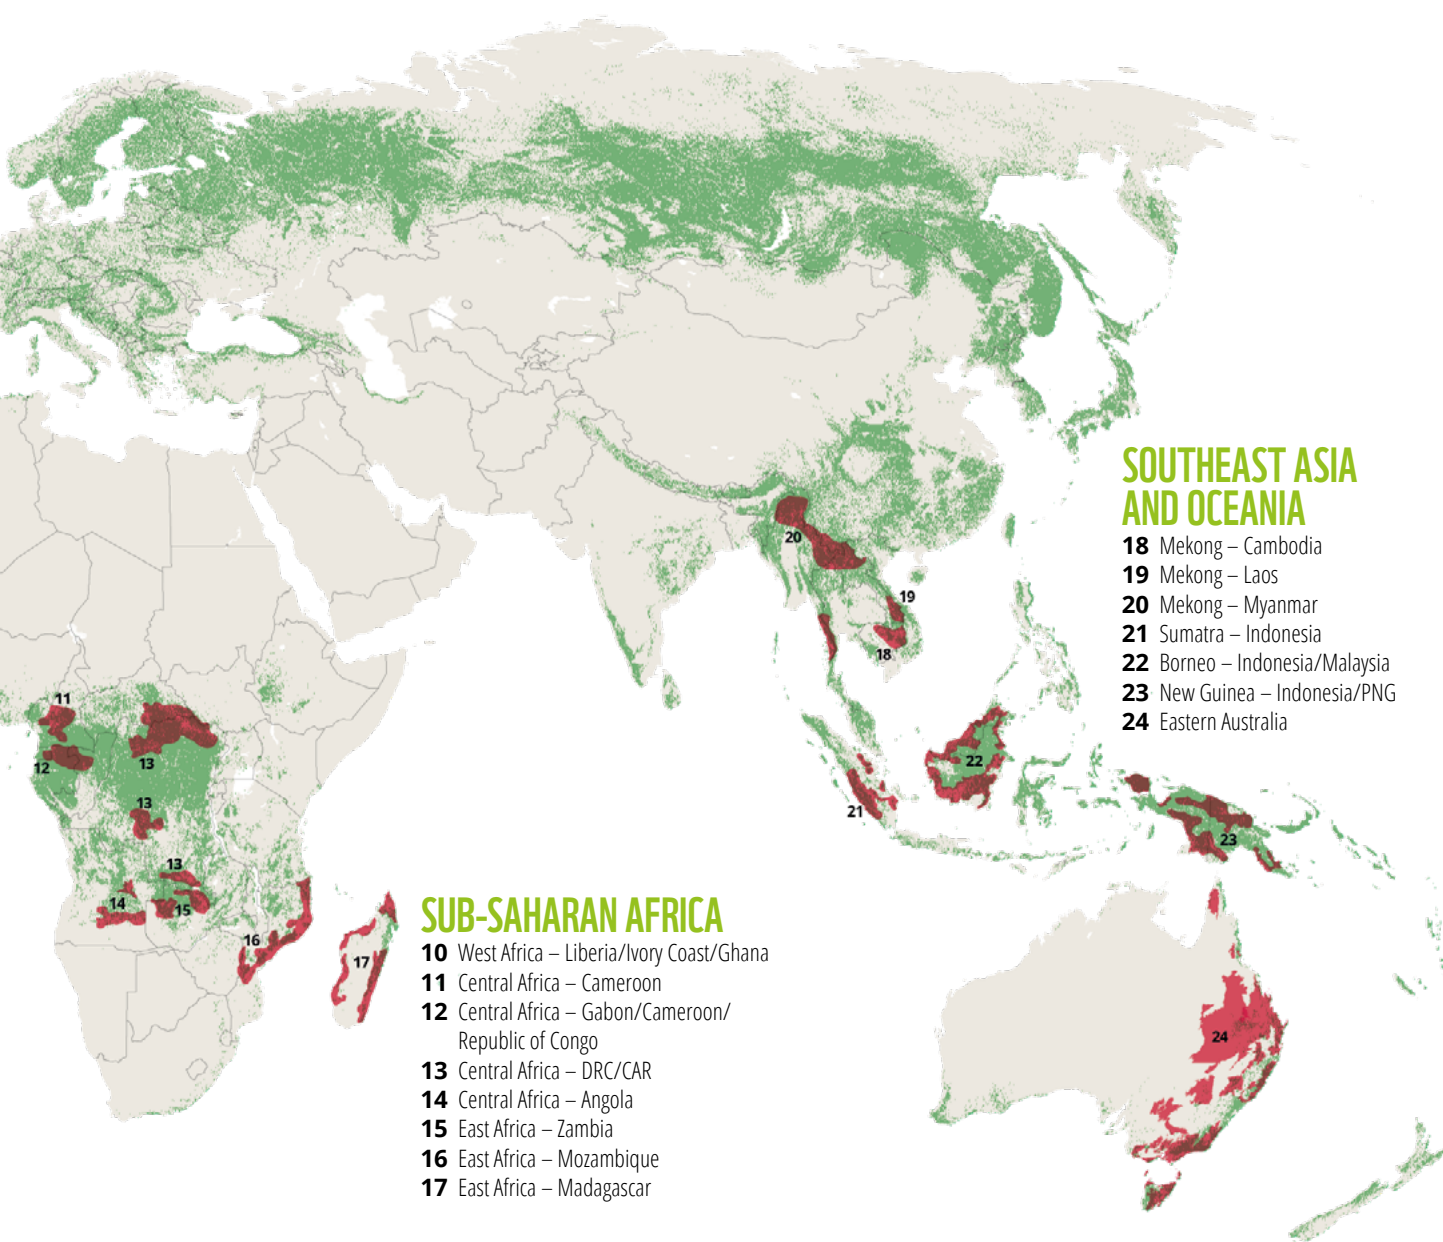 SOUTHEAST ASIA
AND OCEANIA
18 Mekong – Cambodia
19 Mekong – Laos
20 Mekong – Myanmar
21 Sumatra – Indonesia
22 Borneo – Indonesia/Malaysia
23 New Guinea – Indonesia/PNG
24 Eastern Australia
20
19
18
11
12
13
22
21
13
23
13
14
15
16
17
24
SUB-SAHARAN AFRICA
10 West Africa – Liberia/Ivory Coast/Ghana
11 Central Africa – Cameroon
12 Central Africa – Gabon/Cameroon/
Republic of Congo
13 Central Africa – DRC/CAR
14 Central Africa – Angola
15 East Africa – Zambia
16 East Africa – Mozambique
17 East Africa – Madagascar